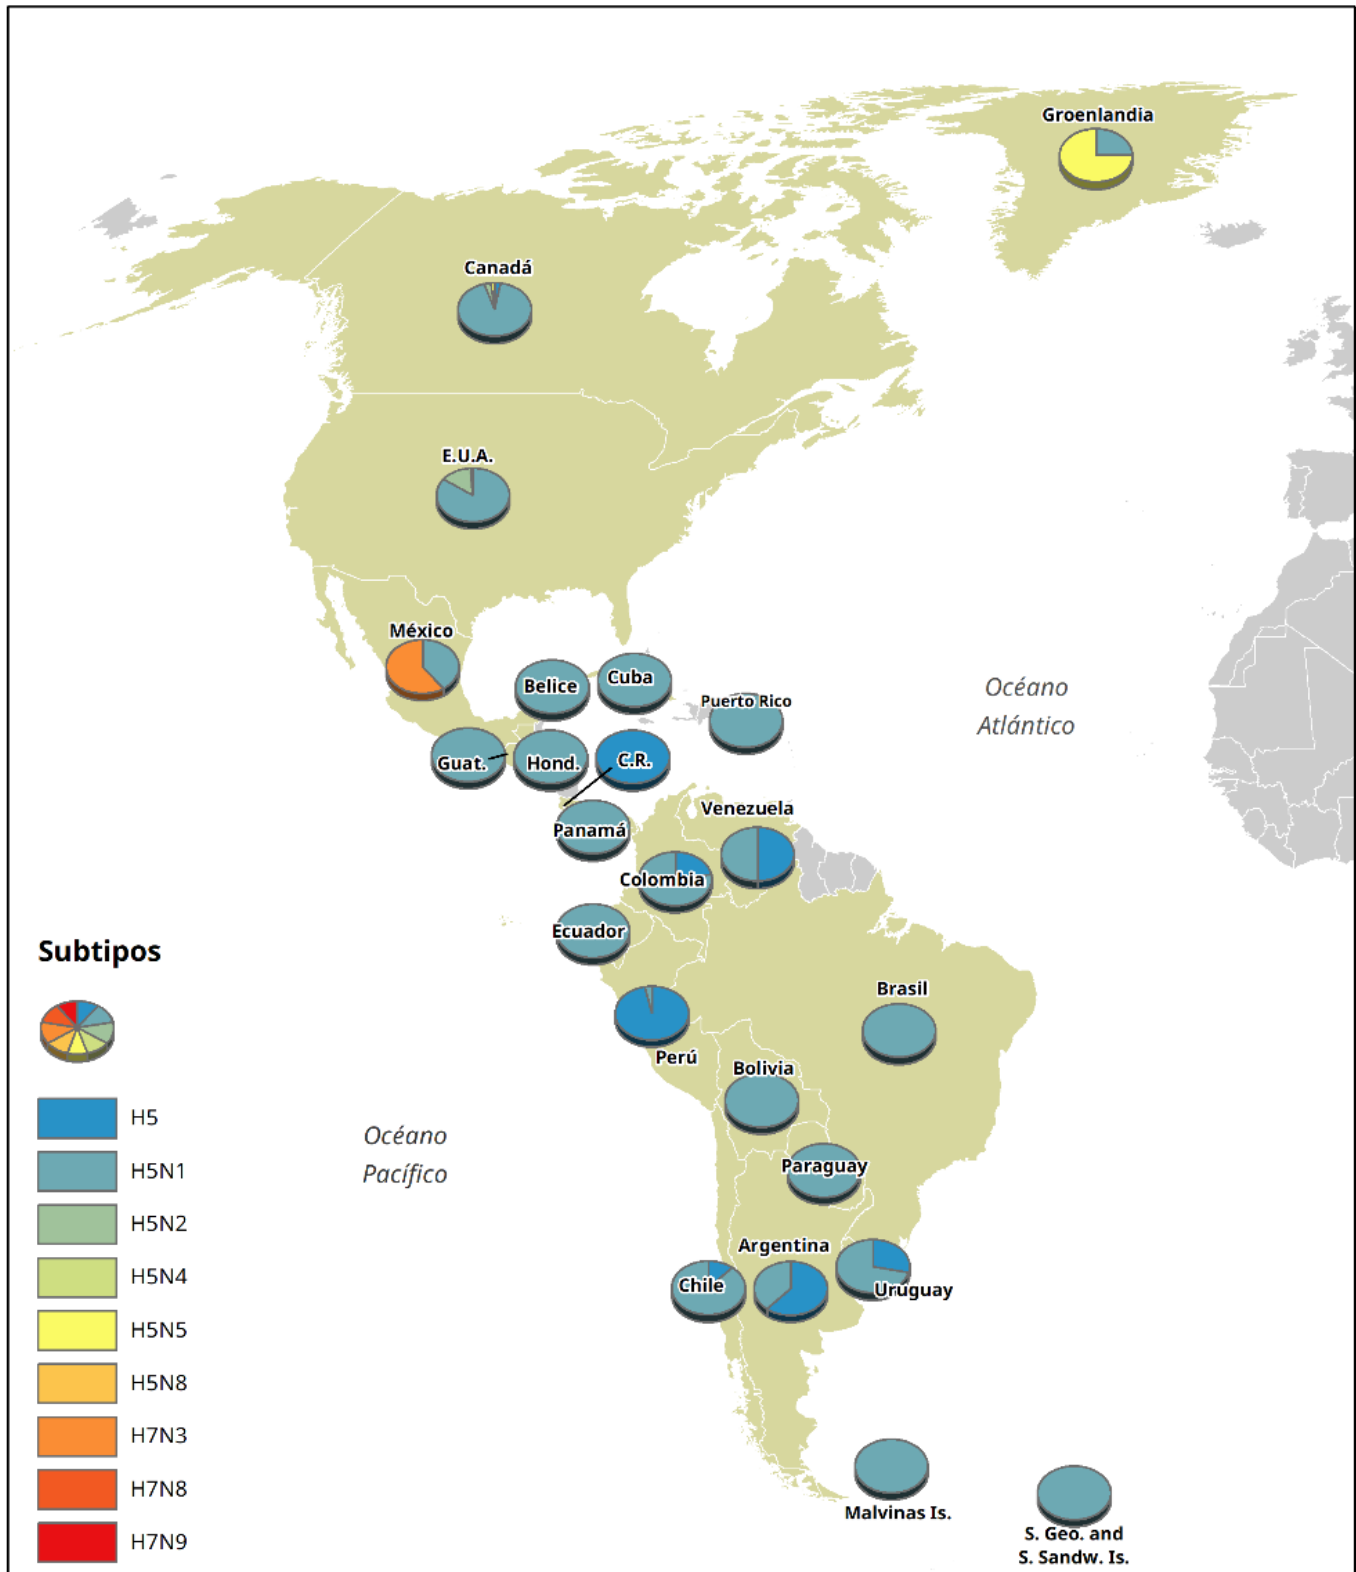 Groenlandia
Canadá
E.U.A.
México
Belice
Cuba
Puerto Rico
Océano
Atlántico
Guat.
Hond.
C.R.
Panamá
Venezuela
Colombia
Ecuador
Perú
Brasil
Bolivia
Océano
Pacífico
Paraguay
Argentina
Chile
Uruguay
Malvinas Is.
S. Geo. and
S. Sandw. Is.
Subtipos
H5
H5N1
H5N2
H5N4
H5N5
H5N8
H7N3
H7N8
H7N9